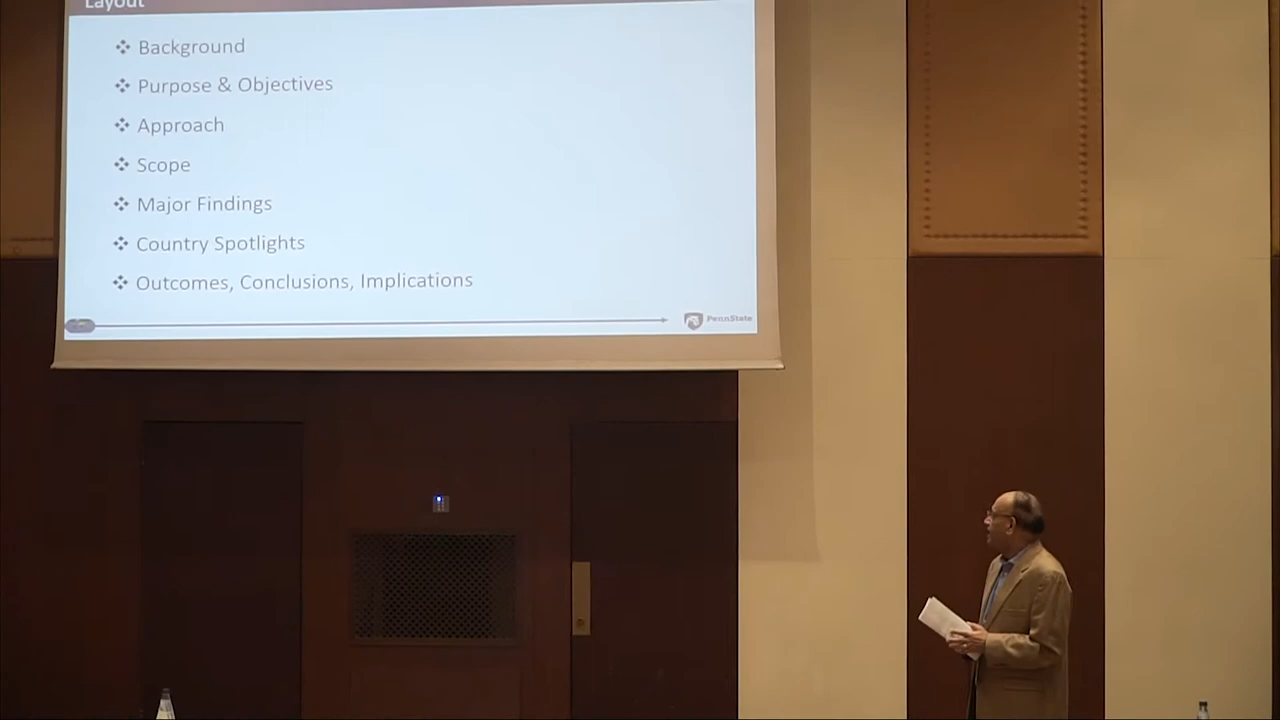 Layout
Background
Purpose & Objectives
Approach
Scope
Major Findings
Country Spotlights
Outcomes, Conclusions, Implications
PennState